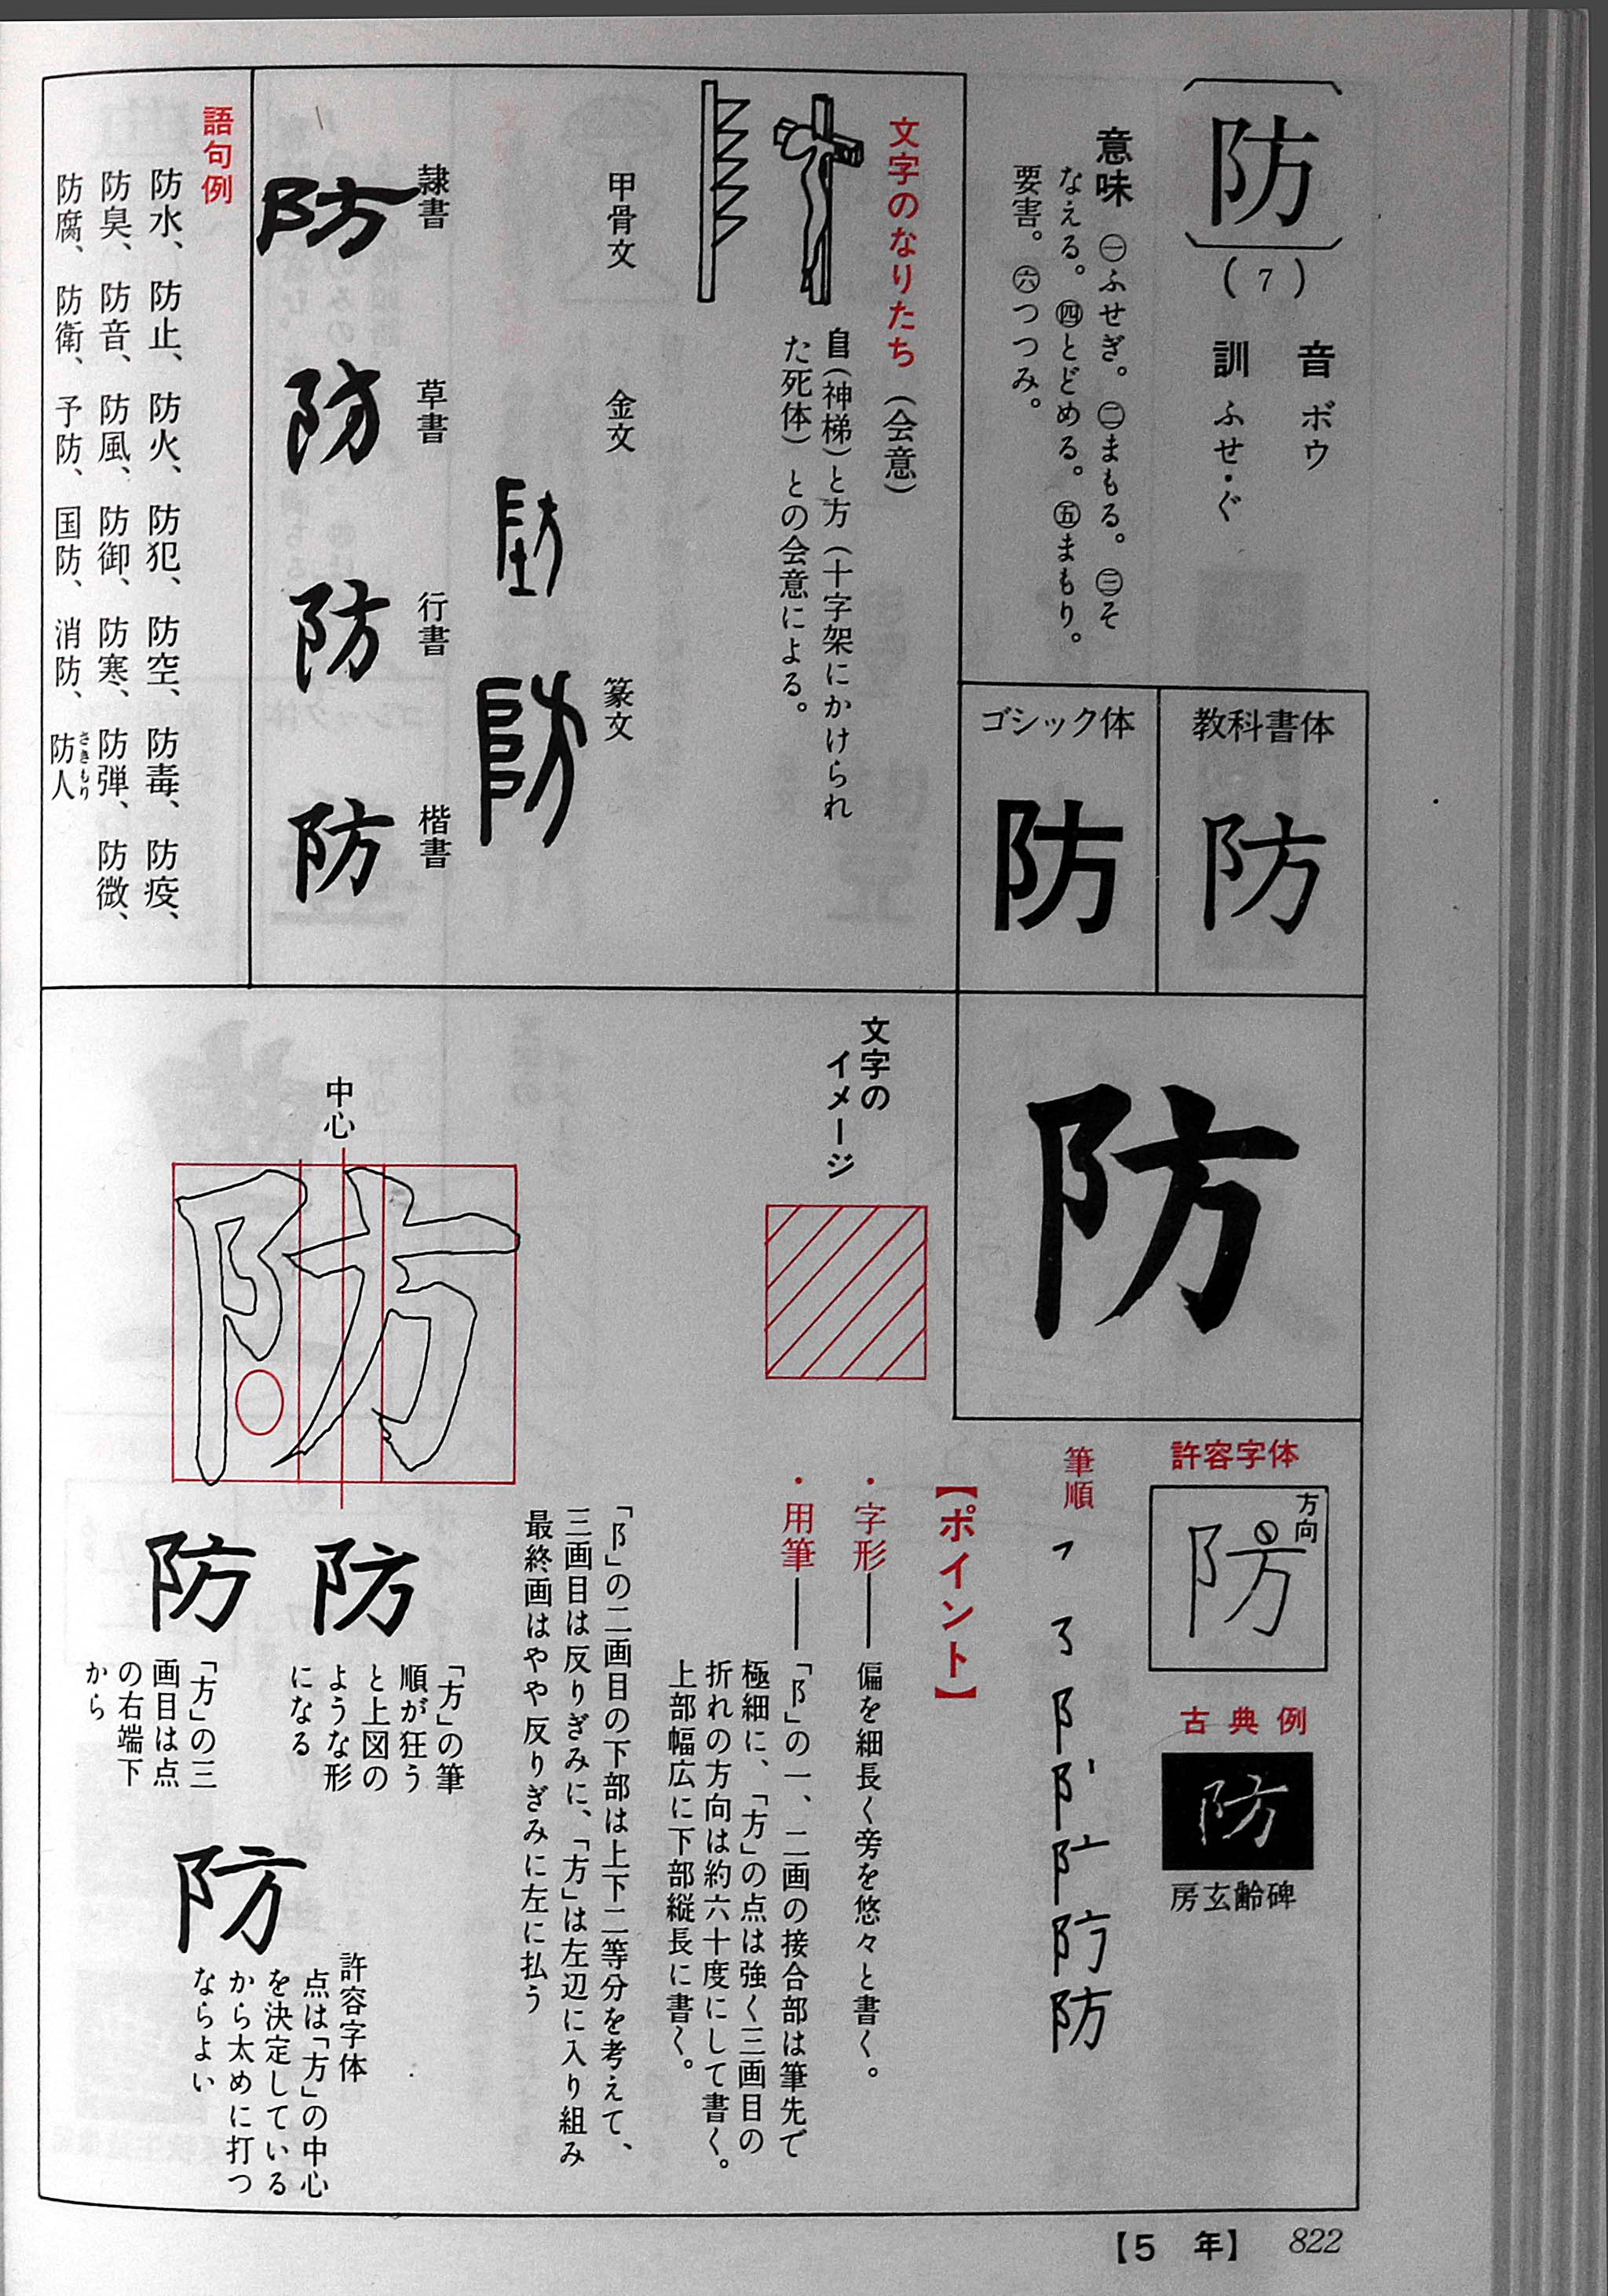 防
(7)
音 ボウ
訓 ふせ・ぐ
意味 ㊀ふせぎ。㊁まもる。㊂そ
なえる。㊃とどめる。㊄まもり。
要害。㊅つつみ。
教科書体
防
ゴシック体
防
文字のなりたち(会意)
𠂤(神梯)と方(十字架にかけられ
た死体)との会意による。
甲骨文
金文
篆文
防
隷書
防
草書
防
行書
防
楷書
防
語句例
防水、防止、防火、防犯、防空、防毒、防疫、
防臭、防音、防風、防御、防寒、防弾、防微、
防腐、防衛、予防、国防、消防、防人
さきもり
防
許容字体
方向
防
古典例
防
房玄齢碑
筆順
防
文字の
イメージ
【ポイント】
・字形―偏を細長く旁を悠々と書く。
・用筆―「阝」の一、二画の接合部は筆先で
極細に、「方」の点は強く三画目の
折れの方向は約六十度にして書く。
上部幅広に下部縦長に書く。
「阝」の二画目の下部は上下二等分を考えて、
三画目は反りぎみに、「方」は左辺に入り組み
最終画はやや反りぎみに左に払う
中心
防
防
「方」の筆
順が狂う
と上図の
ような形
になる
防
「方」の三
画目は点
の右端下
から
防
許容字体
点は「方」の中心
を決定している
から太めに打つ
ならよい
【5 年】 822